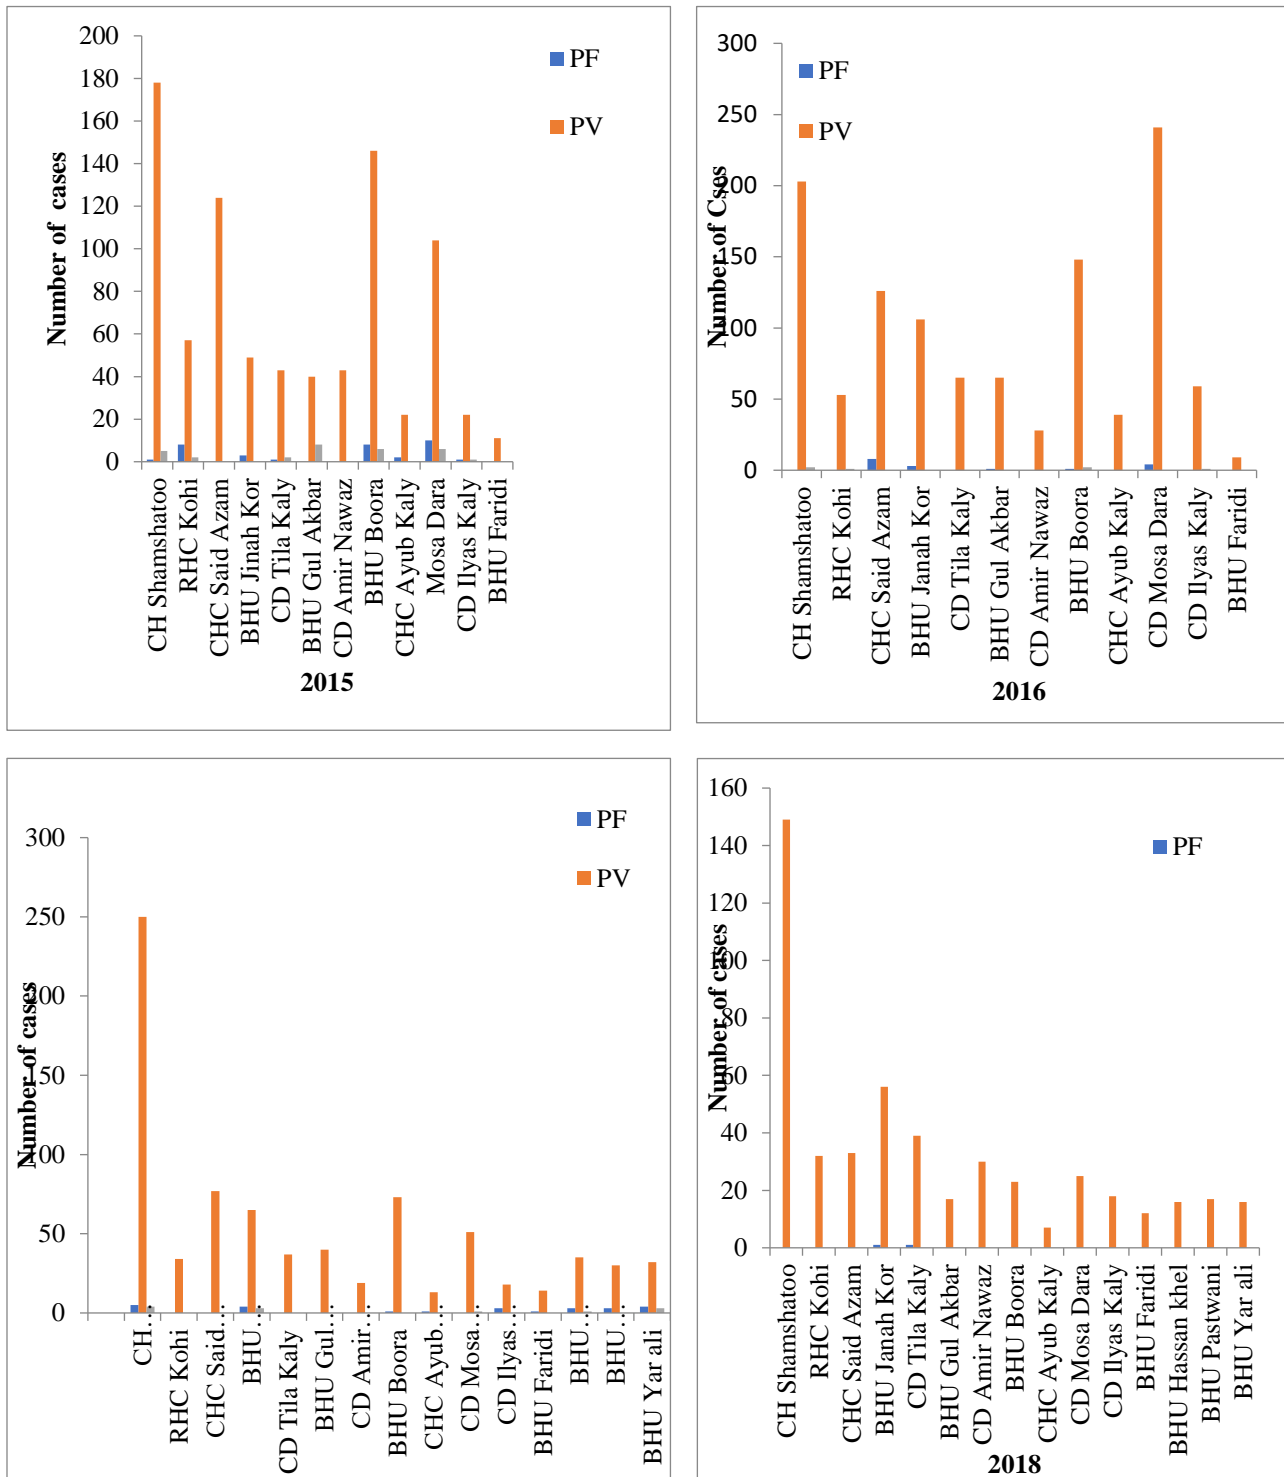 200
180
160
140
120
100
80
60
40
20
0
Number of  cases
PF
PV
CH Shamshatoo
RHC Kohi
CHC Said Azam
BHU Jinah Kor
CD Tila Kaly
BHU Gul Akbar
CD Amir Nawaz
BHU Boora
CHC Ayub Kaly
Mosa Dara
CD Ilyas Kaly
BHU Faridi
2015
300
250
200
150
100
50
0
Number of Cses
PF
PV
CH Shamshatoo
RHC Kohi
CHC Said Azam
BHU Janah Kor
CD Tila Kaly
BHU Gul Akbar
CD Amir Nawaz
BHU Boora
CHC Ayub Kaly
CD Mosa Dara
CD Ilyas Kaly
BHU Faridi
2016
300
250
200
150
100
50
0
Number of cases
PF
PV
CH…
RHC Kohi
CHC Said…
BHU…
CD Tila Kaly
BHU Gul…
CD Amir…
BHU Boora
CHC Ayub…
CD Mosa…
CD Ilyas…
BHU Faridi
BHU…
BHU…
BHU Yar ali
160
140
120
100
80
60
40
20
0
Number of cases
PF
CH Shamshatoo
RHC Kohi
CHC Said Azam
BHU Janah Kor
CD Tila Kaly
BHU Gul Akbar
CD Amir Nawaz
BHU Boora
CHC Ayub Kaly
CD Mosa Dara
CD Ilyas Kaly
BHU Faridi
BHU Hassan khel
BHU Pastwani
BHU Yar ali
2018